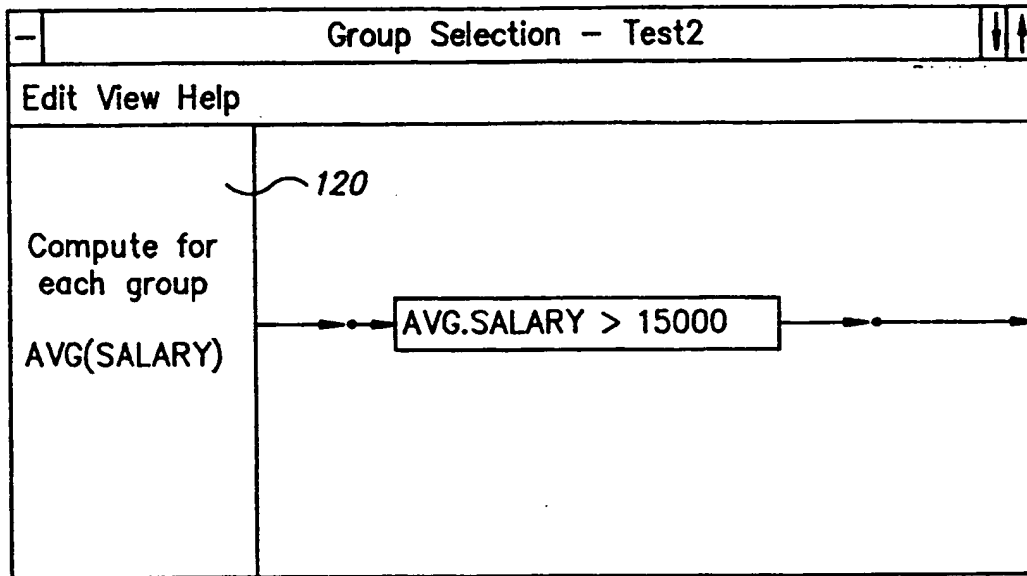 Group Selection - Test2
Edit View Help
120
Compute for
each group
AVG(SALARY)
AVG.SALARY > 15000